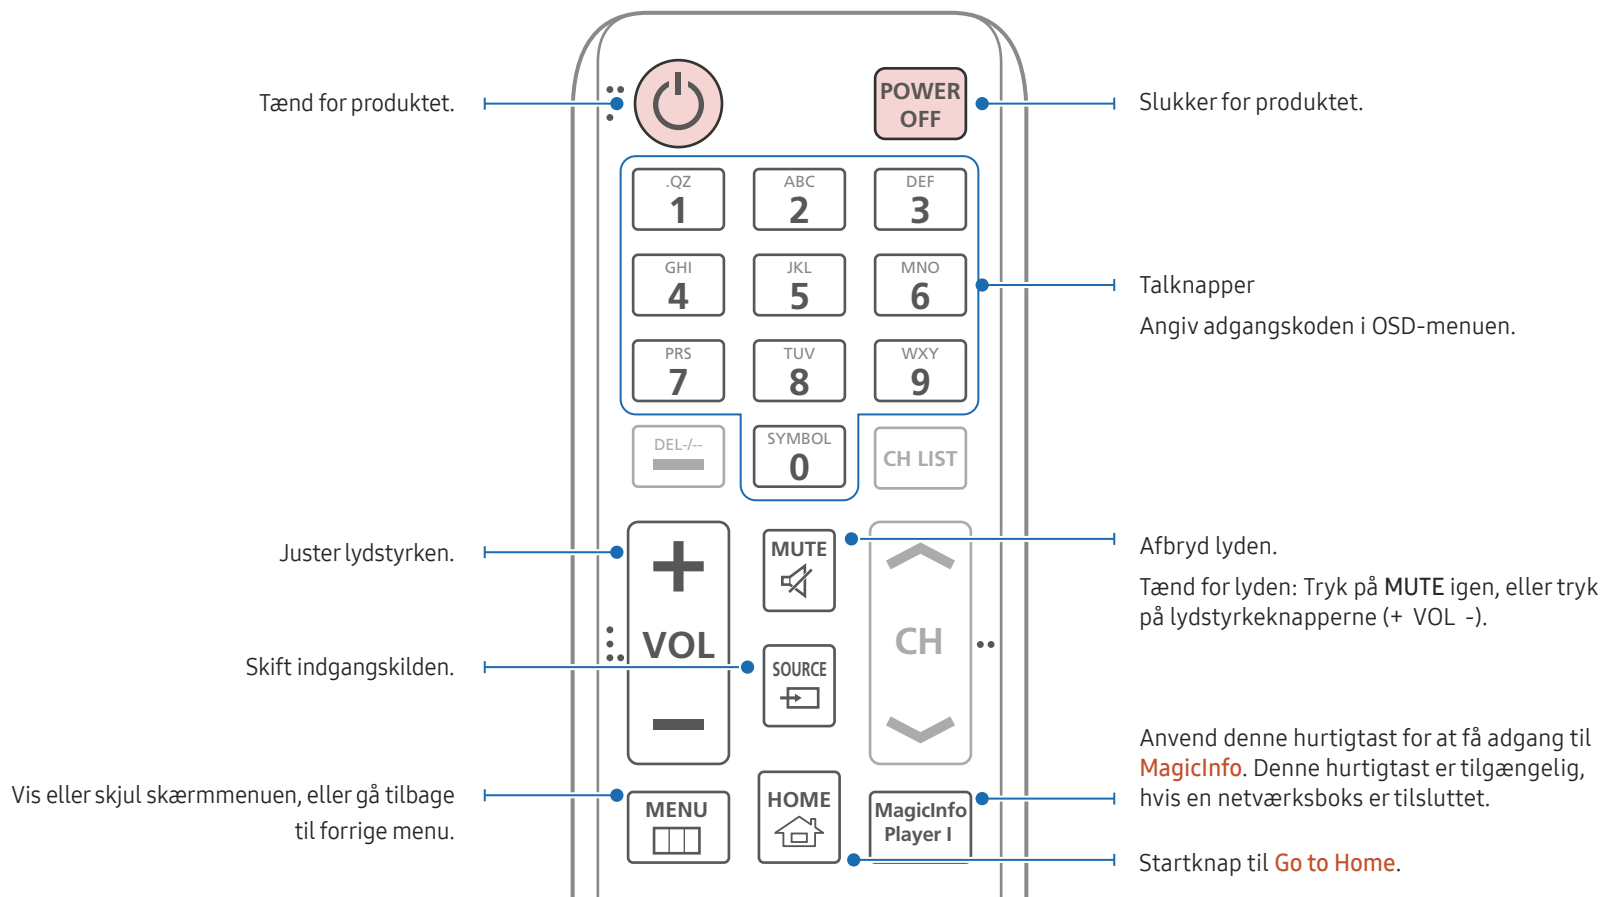 Tænd for produktet.
POWER
OFF
Slukker for produktet.
.QZ
1
ABC
2
DEF
3
GHI
4
JKL
5
MNO
6
Talknapper
Angiv adgangskoden i OSD-menuen.
PRS
7
TUV
8
WXY
9
DEL-/--
SYMBOL
0
CH LIST
Juster lydstyrken.
+
VOL
MUTE
CH
Afbryd lyden.
Tænd for lyden: Tryk på MUTE igen, eller tryk
på lydstyrkeknapperne (+ VOL -).
Skift indgangskilden.
SOURCE
Vis eller skjul skærmmenuen, eller gå tilbage
til forrige menu.
MENU
HOME
MagicInfo
Player I
Anvend denne hurtigtast for at få adgang til
MagicInfo. Denne hurtigtast er tilgængelig,
hvis en netværksboks er tilsluttet.
Startknap til Go to Home.